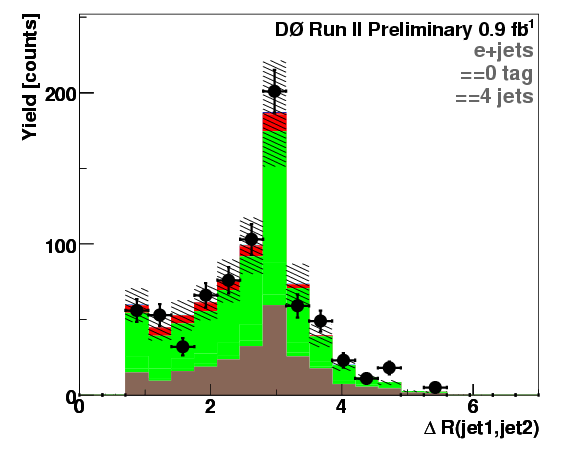 DØ Run II Preliminary 0.9 fb-1
e+jets
==0 tag
==4 jets
Yield [counts]
200
100
0
0 2 4 6
Δ R(jet1,jet2)